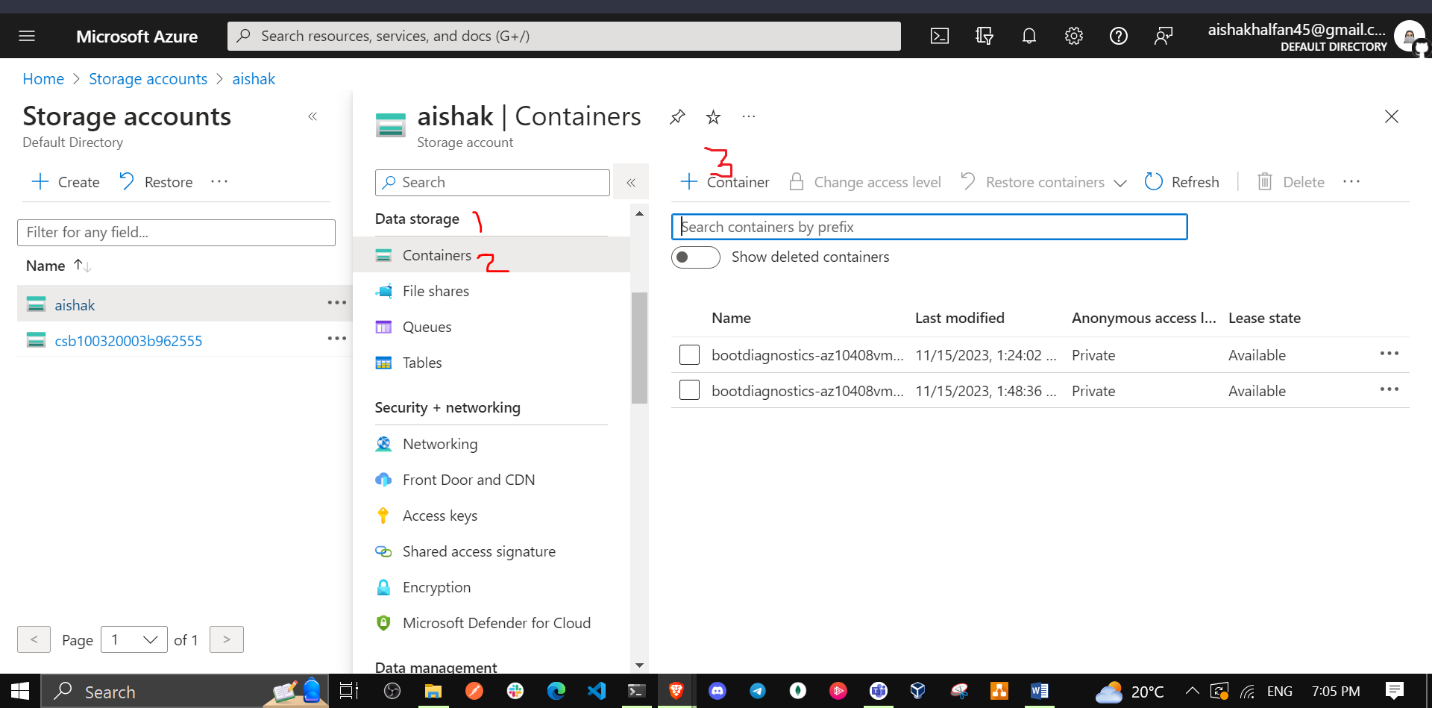 Microsoft Azure
Search resources, services, and docs (G+/)
aishakhalfan45@gmail.c...
DEFAULT DIRECTORY
Home > Storage accounts > aishak
Storage accounts «
Default Directory
+ Create Restore ...
Filter for any field...
Name ↑↓
aishak ...
csb100320003b962555 ...
< Page 1 of 1 >
aishak | Containers ...
Storage account
Search «
Data storage 1
Containers 2
File shares
Queues
Tables
Security + networking
Networking
Front Door and CDN
Access keys
Shared access signature
Encryption
Microsoft Defender for Cloud
Data management
3
+ Container Change access level Restore containers Refresh Delete ...
Search containers by prefix
Show deleted containers
Name Last modified Anonymous access l... Lease state
bootdiagnostics-az10408vm... 11/15/2023, 1:24:02 ... Private Available ...
bootdiagnostics-az10408vm... 11/15/2023, 1:48:36 ... Private Available ...
Search 20°C ENG 7:05 PM